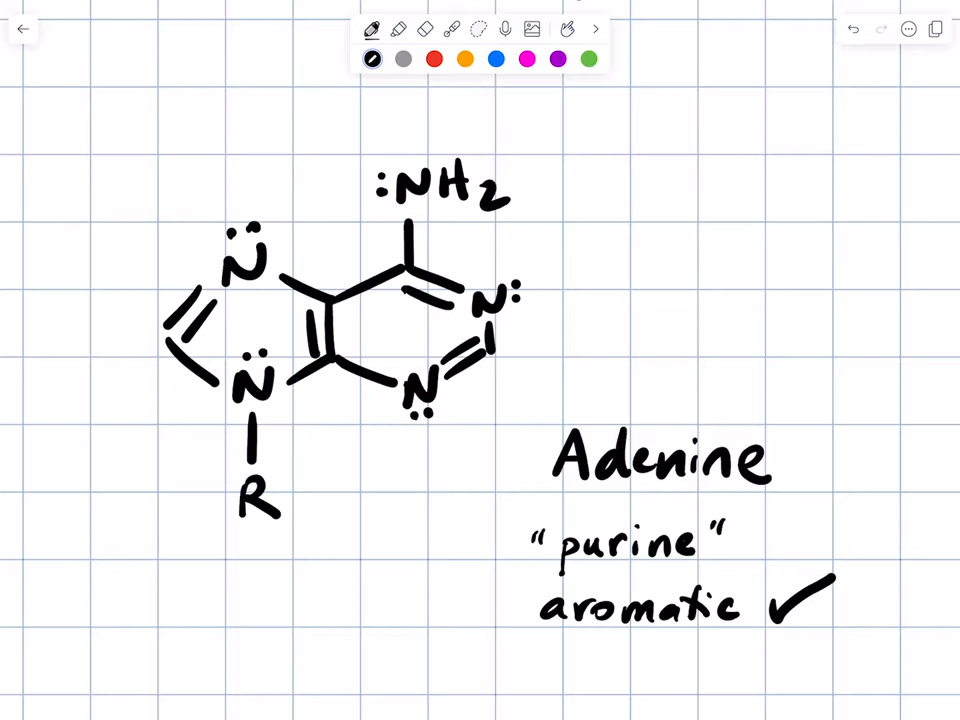 :NH2
N
N:
N
N
R
Adenine
"purine"
aromatic ✓